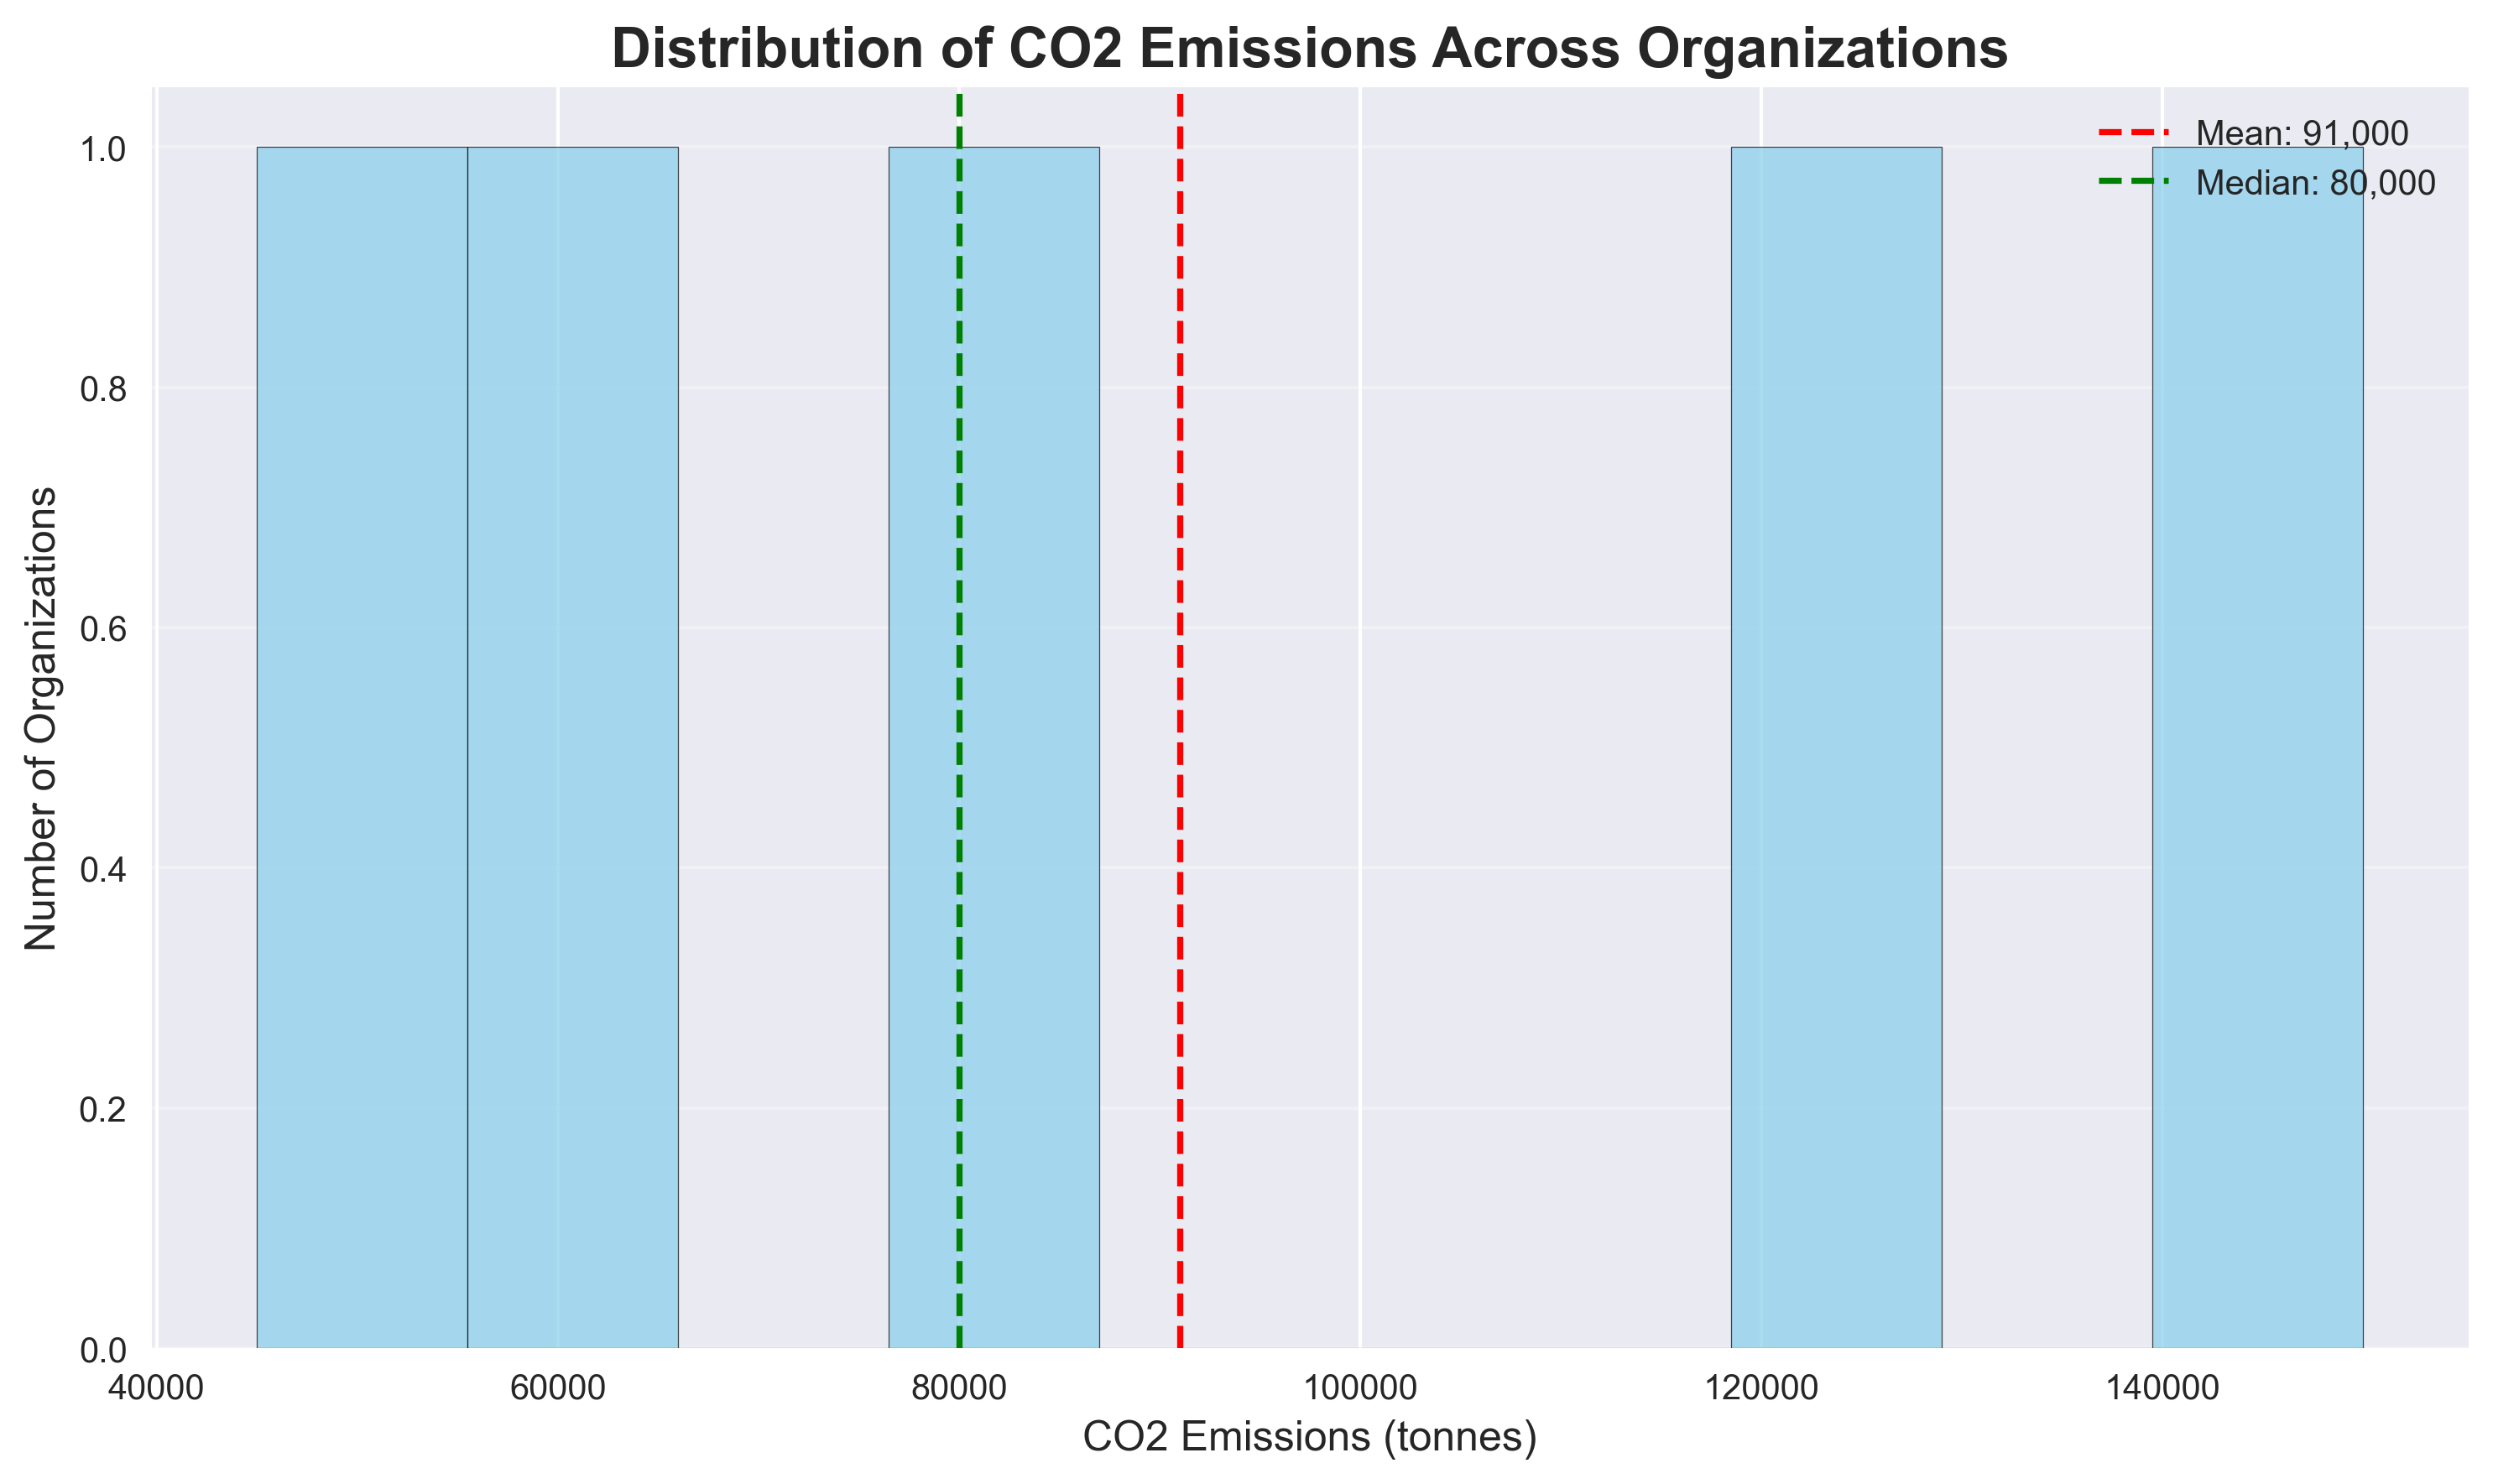 Distribution of CO2 Emissions Across Organizations
Mean: 91,000
Median: 80,000
Number of Organizations
1.0
0.8
0.6
0.4
0.2
0.0
40000 60000 80000 100000 120000 140000
CO2 Emissions (tonnes)